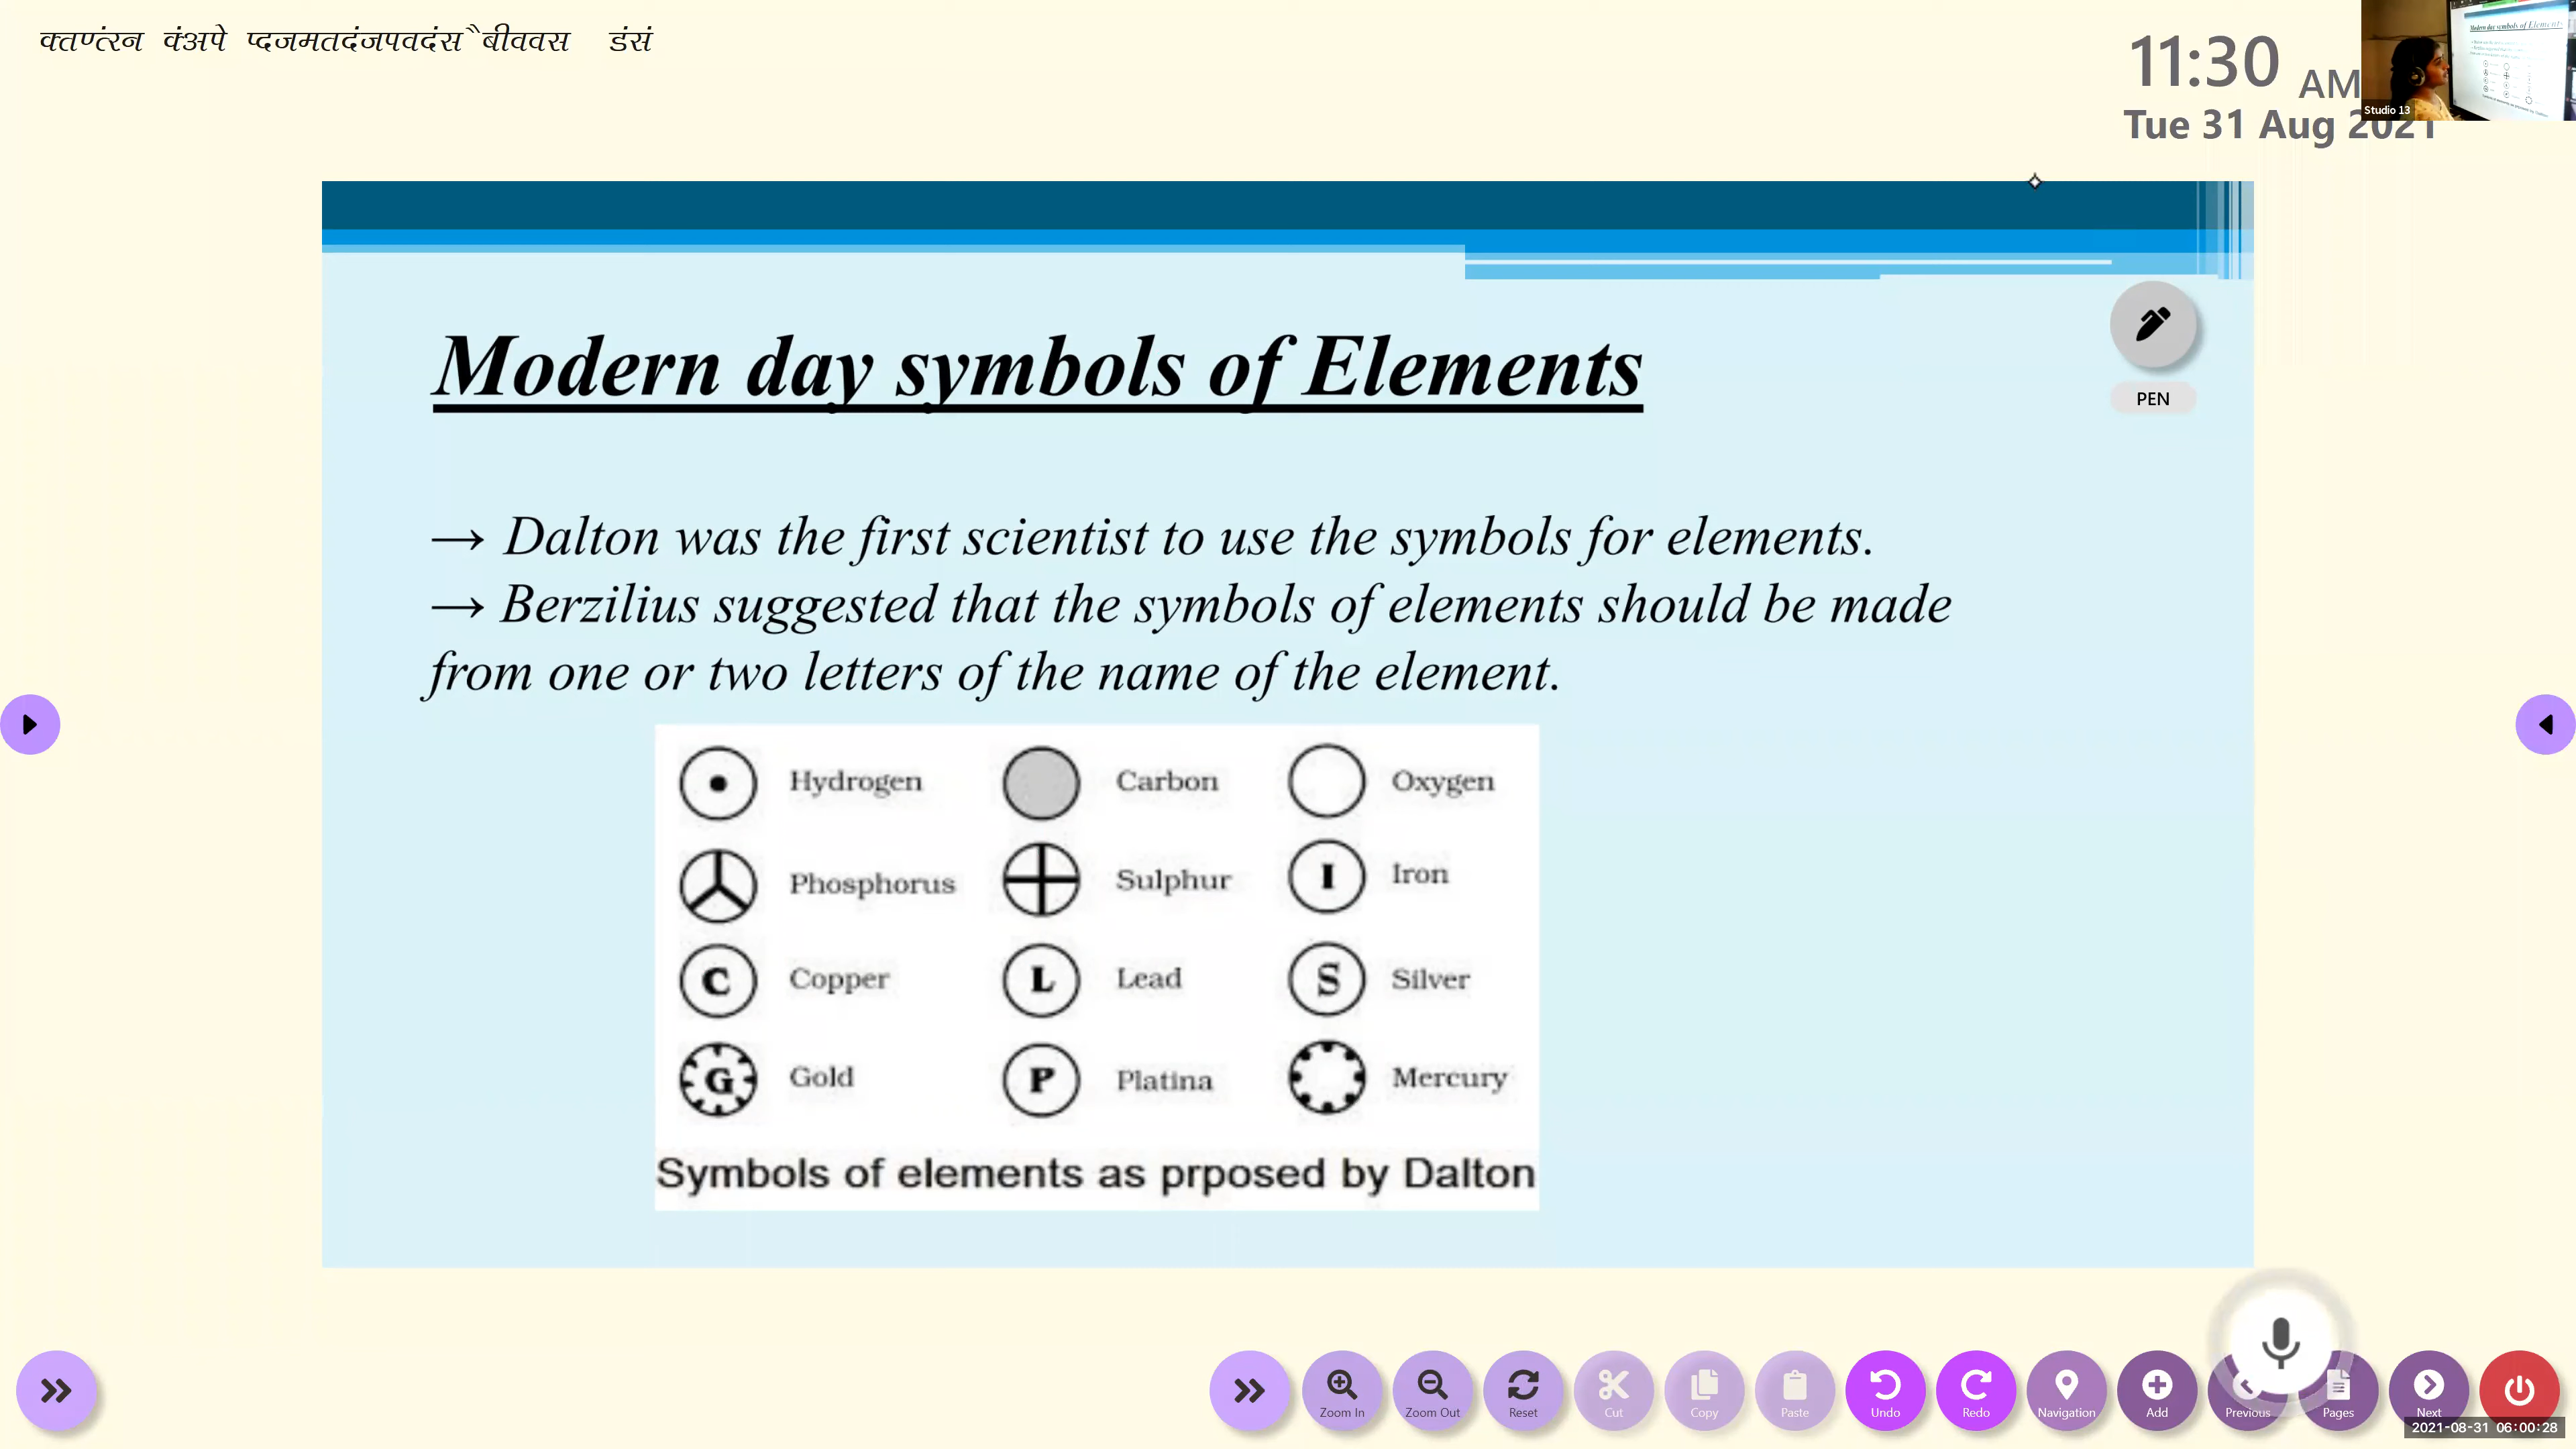 क्तण्ंरन क्ंअपे प्दजमतदंजपवदंस ैबीववस डंसं
11:30 AM
Tue 31 Aug 2021
Studio 13
Modern day symbols of Elements
PEN
→ Dalton was the first scientist to use the symbols for elements.
→ Berzilius suggested that the symbols of elements should be made
from one or two letters of the name of the element.
Hydrogen Carbon Oxygen
Phosphorus Sulphur I Iron
C Copper L Lead S Silver
G Gold P Platina Mercury
Symbols of elements as prposed by Dalton
Zoom In Zoom Out Reset Cut Copy Paste Undo Redo Navigation Add Previous Pages Next
2021-08-31 06:00:28